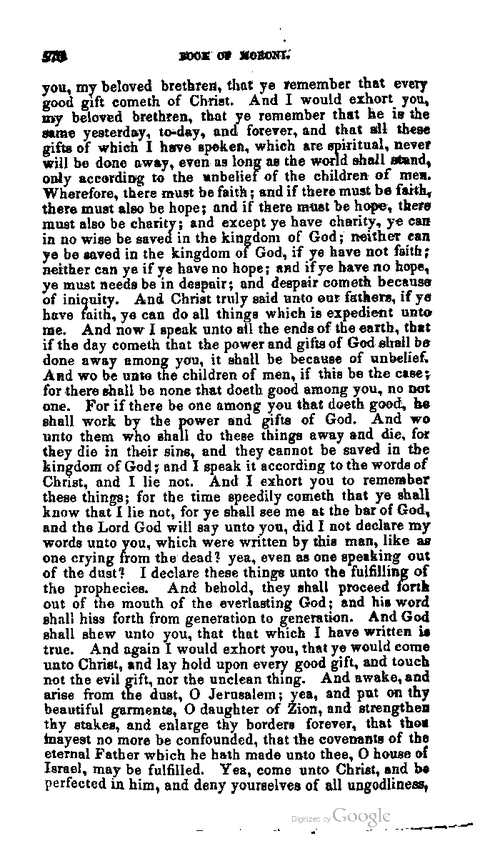 BOOK OF MORONI.
you, my beloved brethren, that ye remember that every
good gift cometh of Christ. And I would exhort you,
my beloved brethren, that ye remember that he is the
same yesterday, to-day, and forever, and that all these
gifts of which I have spoken, which are spiritual, never
will be done away, even as long as the world shall stand,
only according to the unbelief of the children of men.
Wherefore, there must be faith; and if there must be faith,
there must also be hope; and if there must be hope, there
must also be charity; and except ye have charity, ye can
in no wise be saved in the kingdom of God; neither can
ye be saved in the kingdom of God, if ye have not faith;
neither can ye if ye have no hope; and if ye have no hope,
ye must needs be in despair; and despair cometh because
of iniquity. And Christ truly said unto our fathers, if ye
have faith, ye can do all things which is expedient unto
me. And now I speak unto all the ends of the earth, that
if the day cometh that the power and gifts of God shall be
done away among you, it shall be because of unbelief.
And wo be unto the children of men, if this be the case;
for there shall be none that doeth good among you, no not
one. For if there be one among you that doeth good, he
shall work by the power and gifts of God. And wo
unto them who shall do these things away and die, for
they die in their sins, and they cannot be saved in the
kingdom of God; and I speak it according to the words of
Christ, and I lie not. And I exhort you to remember
these things; for the time speedily cometh that ye shall
know that I lie not, for ye shall see me at the bar of God,
and the Lord God will say unto you, did I not declare my
words unto you, which were written by this man, like as
one crying from the dead? yea, even as one speaking out
of the dust? I declare these things unto the fulfilling of
the prophecies. And behold, they shall proceed forth
out of the mouth of the everlasting God; and his word
shall hiss forth from generation to generation. And God
shall shew unto you, that that which I have written is
true. And again I would exhort you, that ye would come
unto Christ, and lay hold upon every good gift, and touch
not the evil gift, nor the unclean thing. And awake, and
arise from the dust, O Jerusalem; yea, and put on thy
beautiful garments, O daughter of Zion, and strengthen
thy stakes, and enlarge thy borders forever, that thou
mayest no more be confounded, that the covenants of the
eternal Father which he hath made unto thee, O house of
Israel, may be fulfilled. Yea, come unto Christ, and be
perfected in him, and deny yourselves of all ungodliness,
Digitized by Google